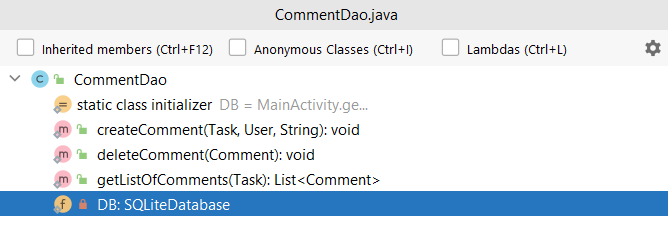 CommentDao.java
Inherited members (Ctrl+F12) Anonymous Classes (Ctrl+I) Lambdas (Ctrl+L)
C CommentDao
static class initializer DB = MainActivity.ge...
m createComment(Task, User, String): void
m deleteComment(Comment): void
m getListOfComments(Task): List<Comment>
f DB: SQLiteDatabase